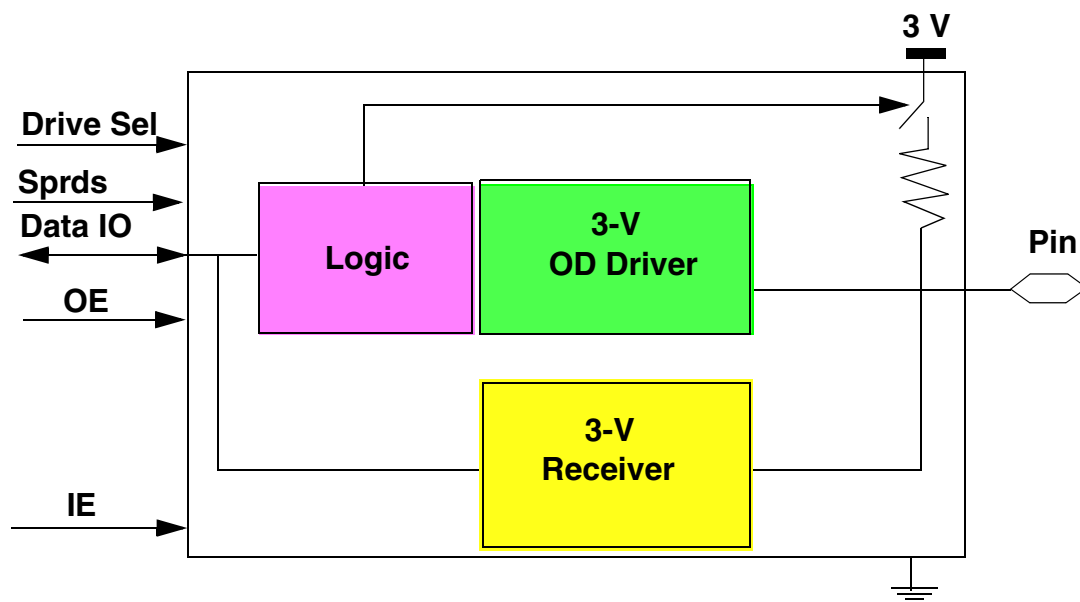 3 V
Drive Sel
Sprds
Data IO
OE
IE
Logic
3-V
OD Driver
3-V
Receiver
Pin